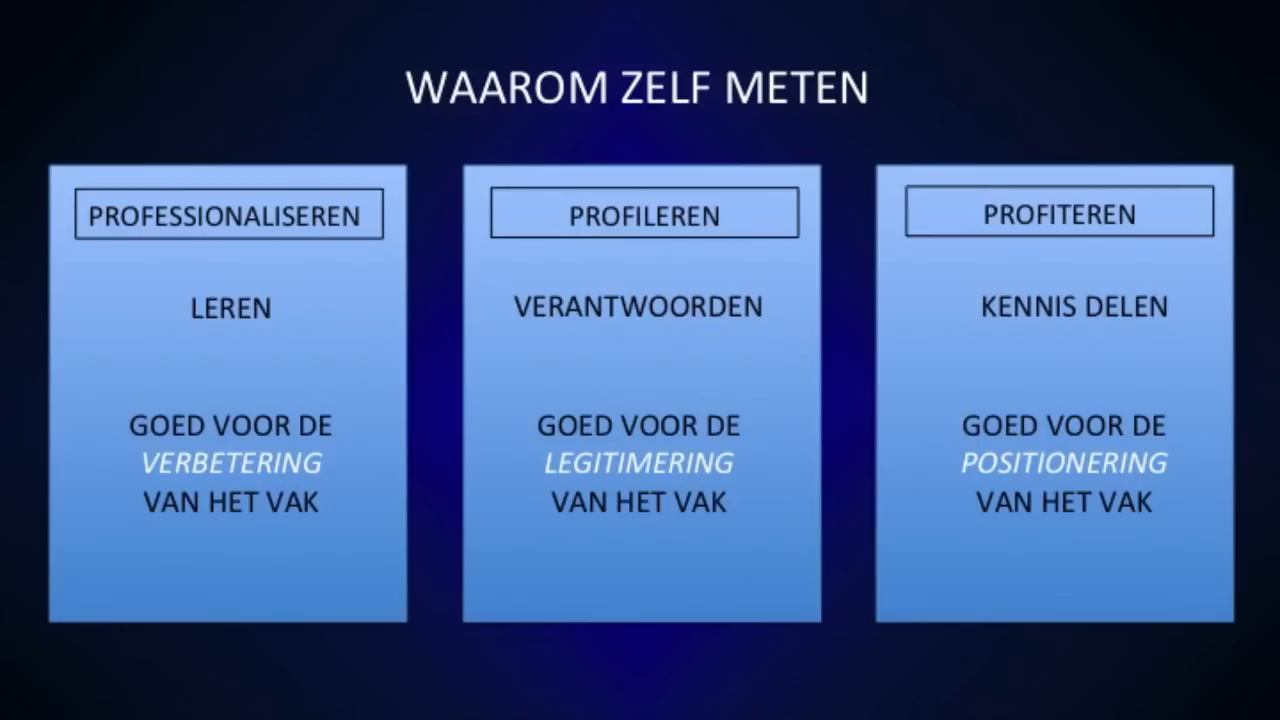 WAAROM ZELF METEN
PROFESSIONALISEREN
LEREN
GOED VOOR DE
VERBETERING
VAN HET VAK
PROFILEREN
VERANTWOORDEN
GOED VOOR DE
LEGITIMERING
VAN HET VAK
PROFITEREN
KENNIS DELEN
GOED VOOR DE
POSITIONERING
VAN HET VAK